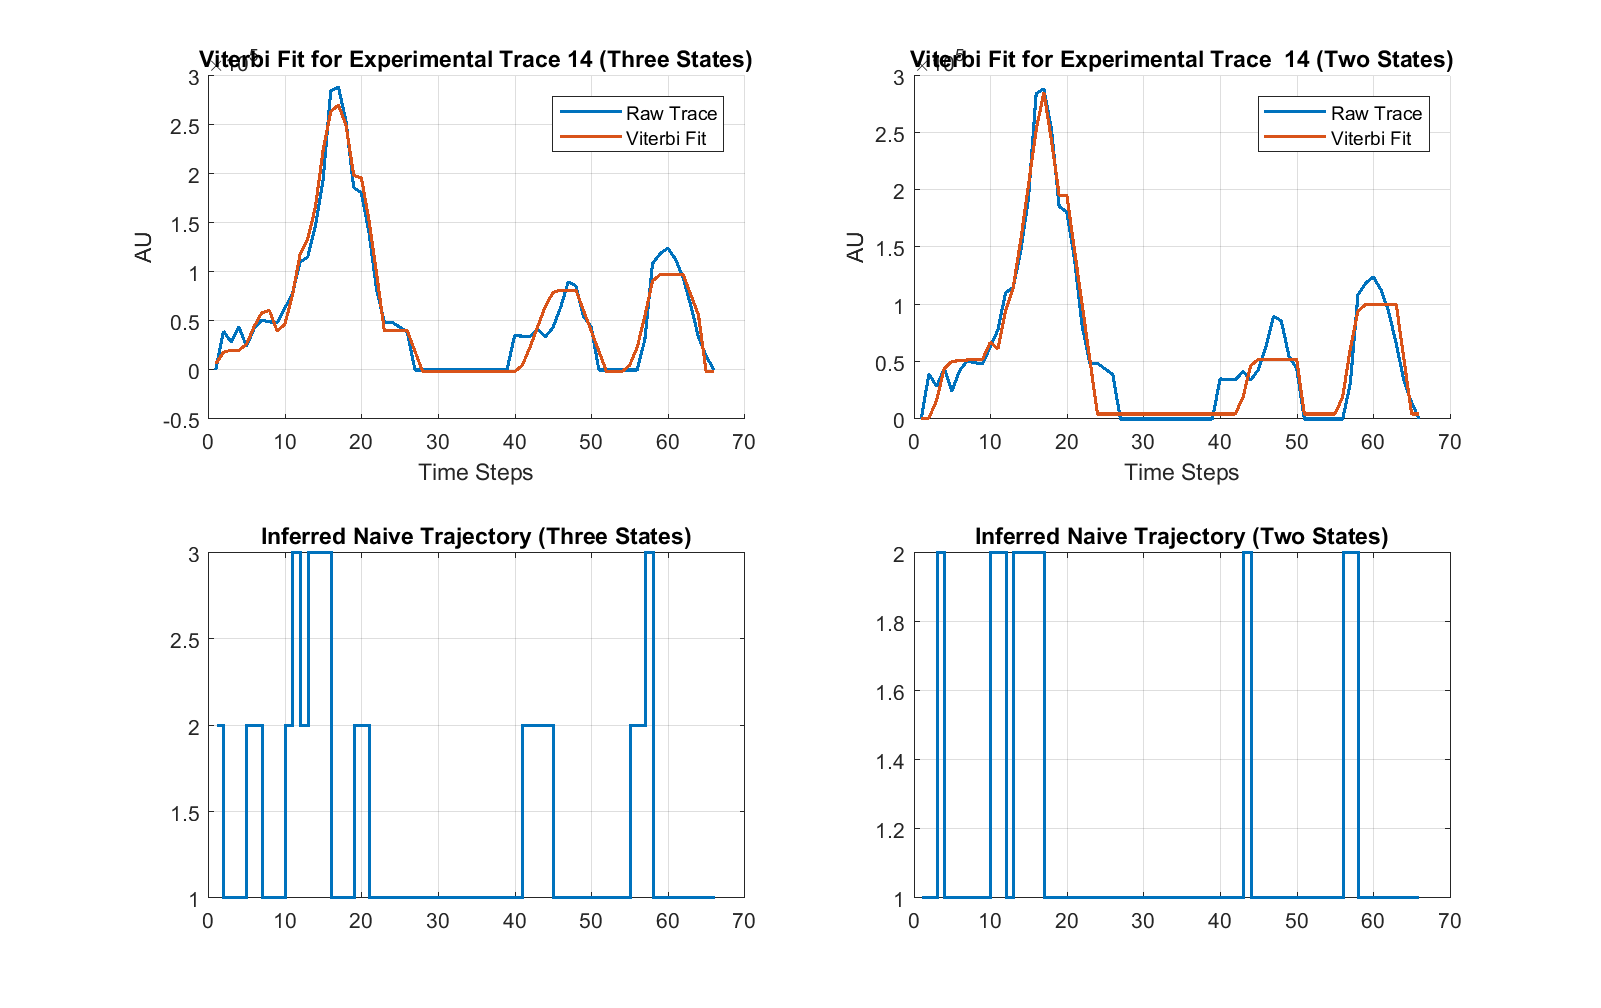 Viterbi Fit for Experimental Trace 14 (Three States)
×10^5
3
2.5
2
1.5
1
0.5
0
-0.5
AU
0 10 20 30 40 50 60 70
Time Steps
Raw Trace
Viterbi Fit
Viterbi Fit for Experimental Trace 14 (Two States)
×10^5
3
2.5
2
1.5
1
0.5
0
AU
0 10 20 30 40 50 60 70
Time Steps
Raw Trace
Viterbi Fit
Inferred Naive Trajectory (Three States)
3
2.5
2
1.5
1
0 10 20 30 40 50 60 70
Inferred Naive Trajectory (Two States)
2
1.8
1.6
1.4
1.2
1
0 10 20 30 40 50 60 70